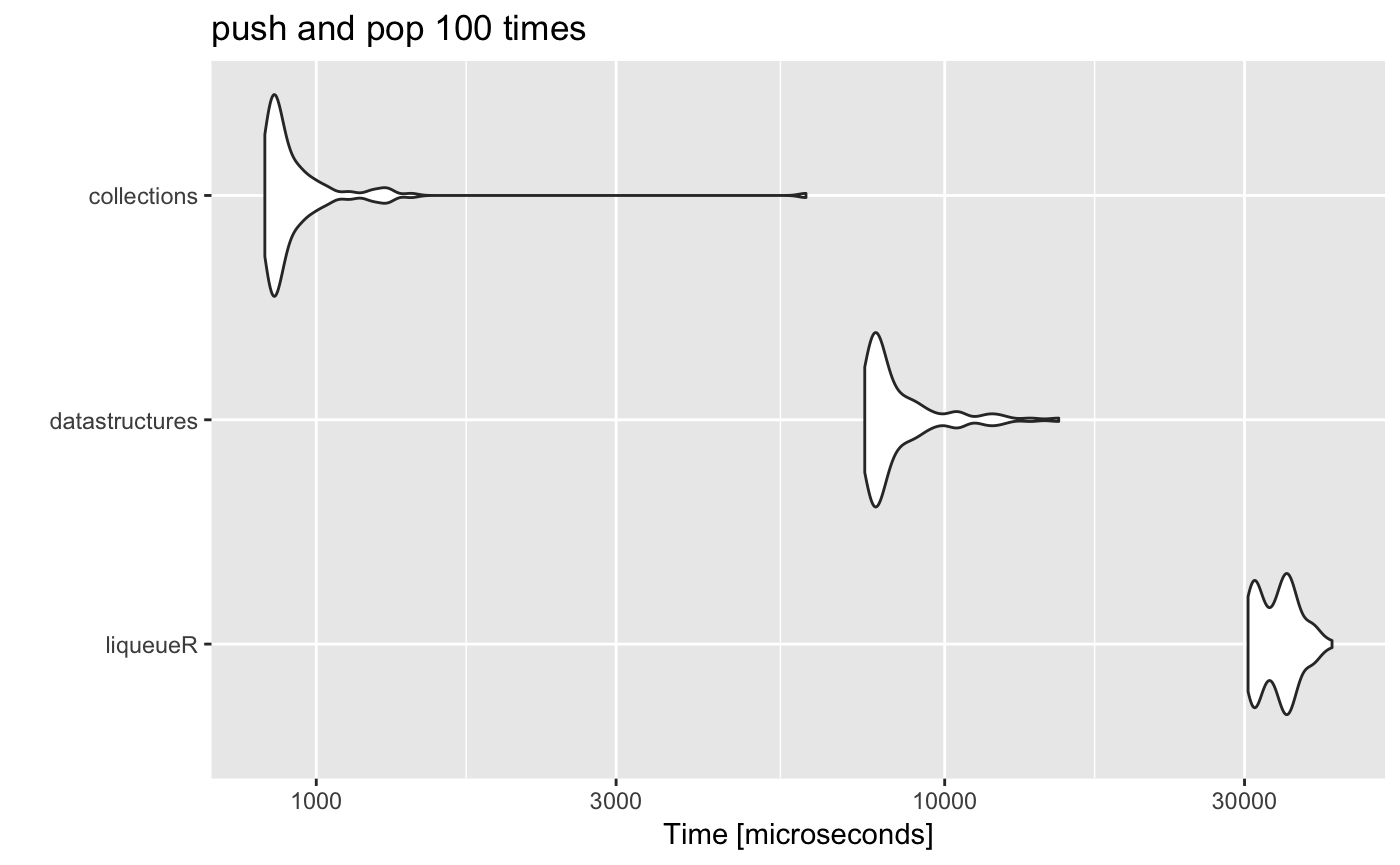 push and pop 100 times
collections
datastructures
liqueueR
1000 3000 10000 30000
Time [microseconds]